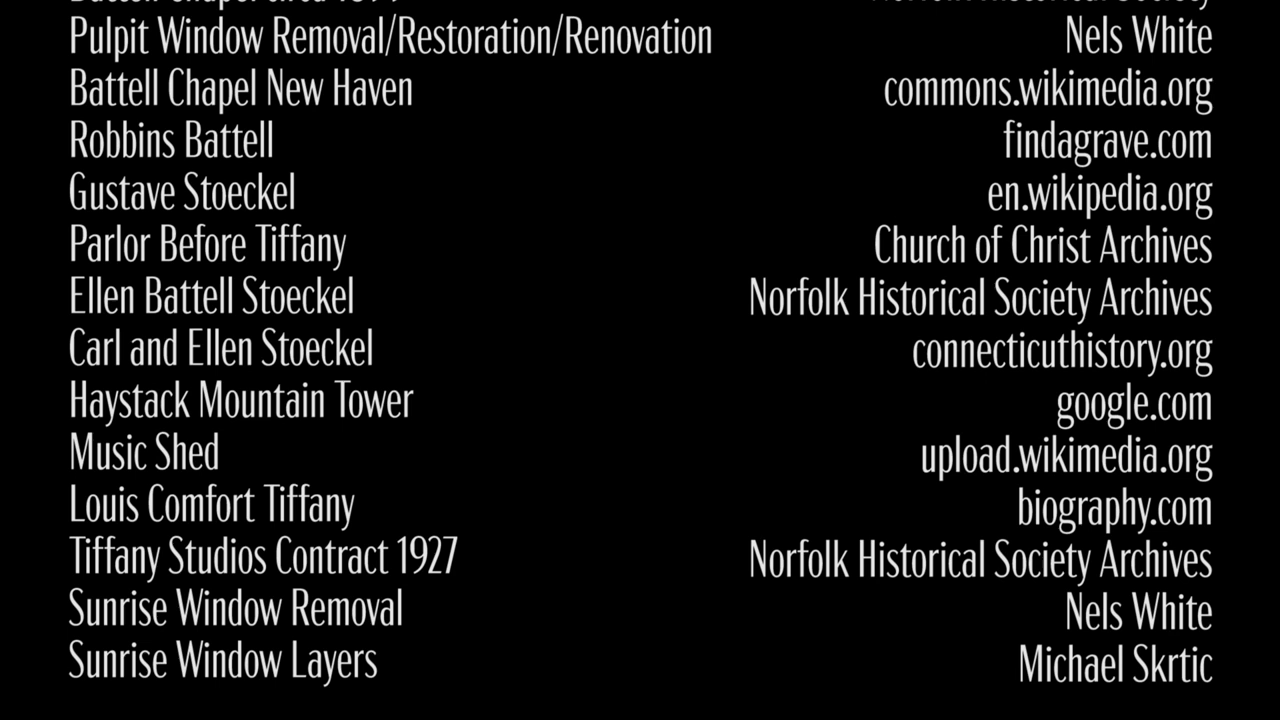 Pulpit Window Removal/Restoration/Renovation Nels White
Battell Chapel New Haven commons.wikimedia.org
Robbins Battell findagrave.com
Gustave Stoeckel en.wikipedia.org
Parlor Before Tiffany Church of Christ Archives
Ellen Battell Stoeckel Norfolk Historical Society Archives
Carl and Ellen Stoeckel connecticuthistory.org
Haystack Mountain Tower google.com
Music Shed upload.wikimedia.org
Louis Comfort Tiffany biography.com
Tiffany Studios Contract 1927 Norfolk Historical Society Archives
Sunrise Window Removal Nels White
Sunrise Window Layers Michael Skrtic